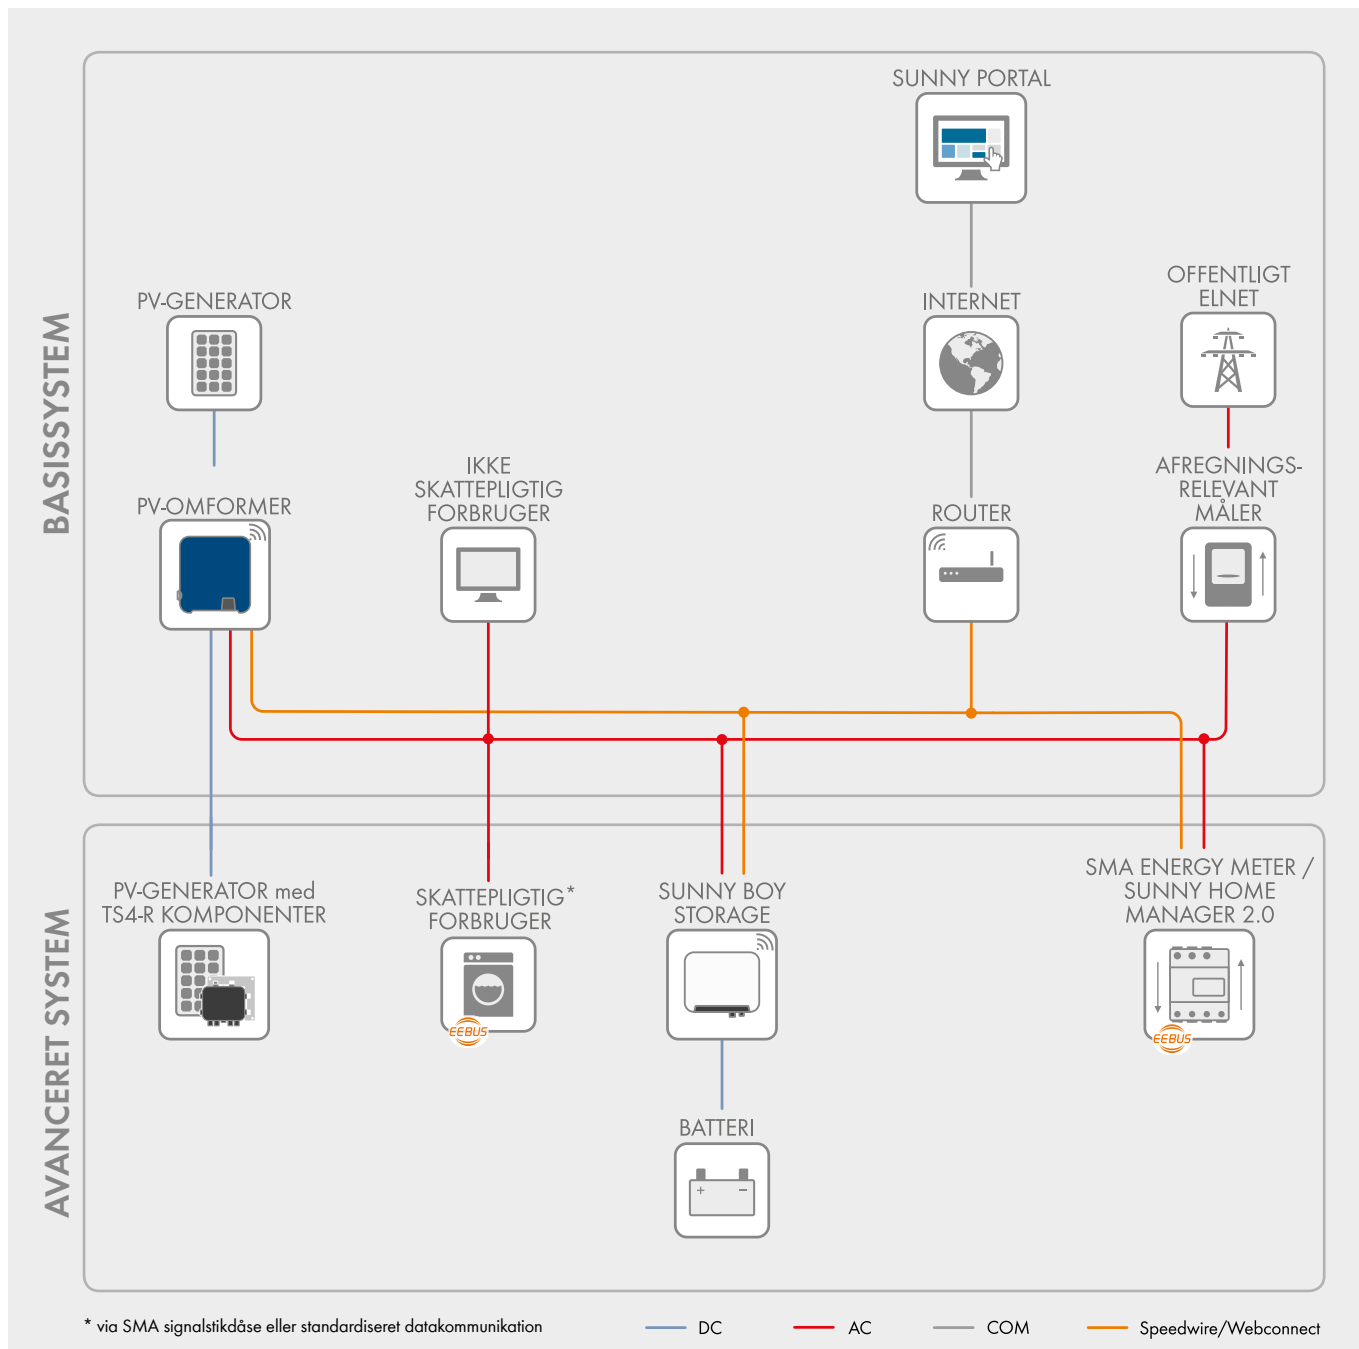 BASISSYSTEM
SUNNY PORTAL
PV-GENERATOR
INTERNET
OFFENTLIGT
ELNET
PV-OMFORMER
IKKE
SKATTEPLIGTIG
FORBRUGER
ROUTER
AFREGNINGS-
RELEVANT
MÅLER
AVANCERET SYSTEM
PV-GENERATOR med
TS4-R KOMPONENTER
SKATTEPLIGTIG*
FORBRUGER
EEBUS
SUNNY BOY
STORAGE
SMA ENERGY METER /
SUNNY HOME
MANAGER 2.0
EEBUS
BATTERI
+ −
* via SMA signalstikdåse eller standardiseret datakommunikation
DC
AC
COM
Speedwire/Webconnect